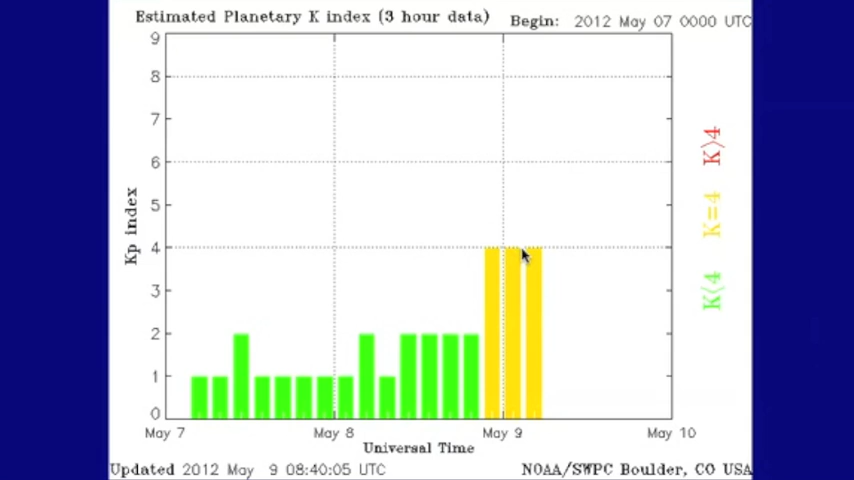 Estimated Planetary K index (3 hour data) Begin: 2012 May 07 0000 UTC
9
8
7
6
5
4
3
2
1
0
Kp index
K>4
K=4
K<4
May 7 May 8 May 9 May 10
Universal Time
Updated 2012 May 9 08:40:05 UTC NOAA/SWPC Boulder, CO USA